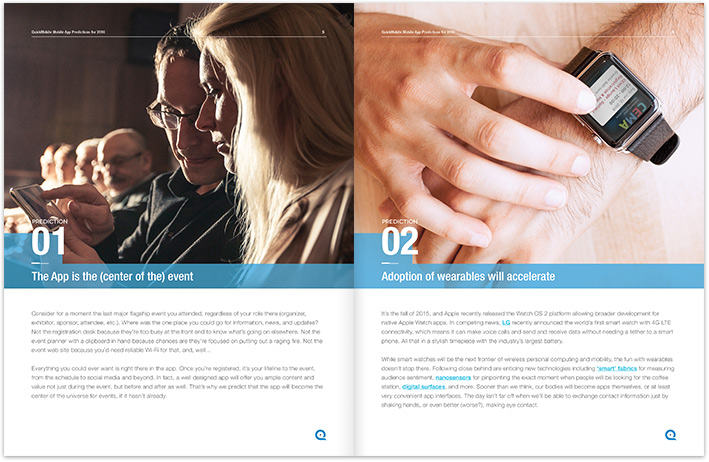 QuickMobile Mobile App Predictions for 2016
5
PREDICTION
01
The App is the (center of the) event
Consider for a moment the last major flagship event you attended, regardless of your role there (organizer,
exhibitor, sponsor, attendee, etc.). Where was the one place you could go for information, news, and updates?
Not the registration desk because they're too busy at the front end to know what's going on elsewhere. Not the
event planner with a clipboard in hand because chances are they're focused on putting out a raging fire. Not the
event web site because you'd need reliable Wi-Fi for that, and, well…
Everything you could ever want is right there in the app. Once you're registered, it's your lifeline to the event,
from the schedule to social media and beyond. In fact, a well designed app will offer you ample content and
value not just during the event, but before and after as well. That's why we predict that the app will become the
center of the universe for events, if it hasn't already.
QuickMobile Mobile App Predictions for 2016
CEMA
PREDICTION
02
Adoption of wearables will accelerate
It's the fall of 2015, and Apple recently released the Watch OS 2 platform allowing broader development for
native Apple Watch apps. In competing news, LG recently announced the world's first smart watch with 4G LTE
connectivity, which means it can make voice calls and send and receive data without needing a tether to a smart
phone. All that in a stylish timepiece with the industry's largest battery.
While smart watches will be the next frontier of wireless personal computing and mobility, the fun with wearables
doesn't stop there. Following close behind are enticing new technologies including 'smart' fabrics for measuring
audience sentiment, nanosensors for pinpointing the exact moment when people will be looking for the coffee
station, digital surfaces, and more. Sooner than we think, our bodies will become apps themselves, or at least
very convenient app interfaces. The day isn't far off when we'll be able to exchange contact information just by
shaking hands, or even better (worse?), making eye contact.